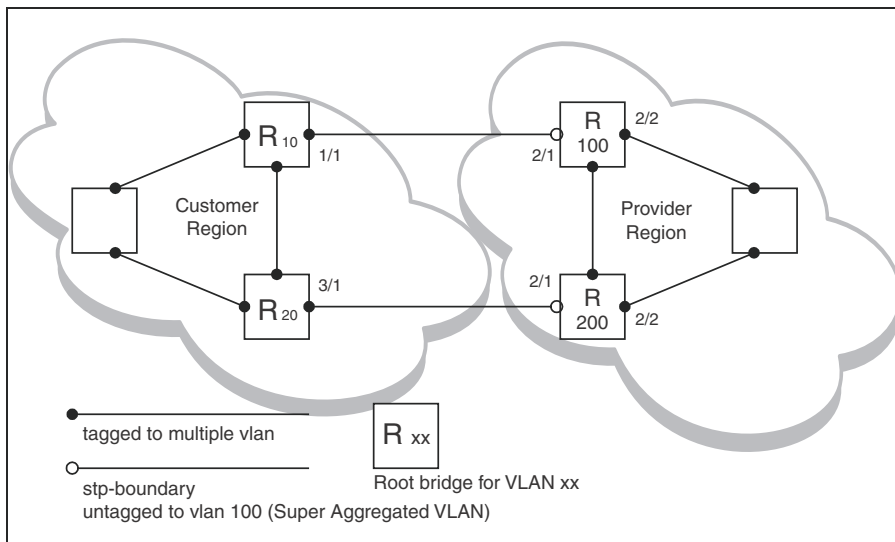 R 10
1/1
R
100
2/2
2/1
Customer
Region
Provider
Region
R 20
3/1
2/1
R
200
2/2
tagged to multiple vlan
stp-boundary
untagged to vlan 100 (Super Aggregated VLAN)
R xx
Root bridge for VLAN xx